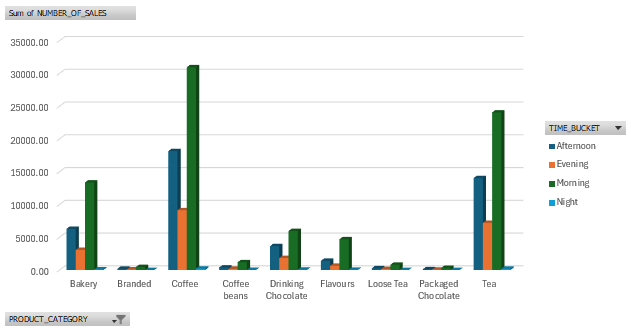 Sum of NUMBER_OF_SALES
35000.00
30000.00
25000.00
20000.00
15000.00
10000.00
5000.00
0.00
Bakery
Branded
Coffee
Coffee
beans
Drinking
Chocolate
Flavours
Loose Tea
Packaged
Chocolate
Tea
TIME_BUCKET
Afternoon
Evening
Morning
Night
PRODUCT_CATEGORY